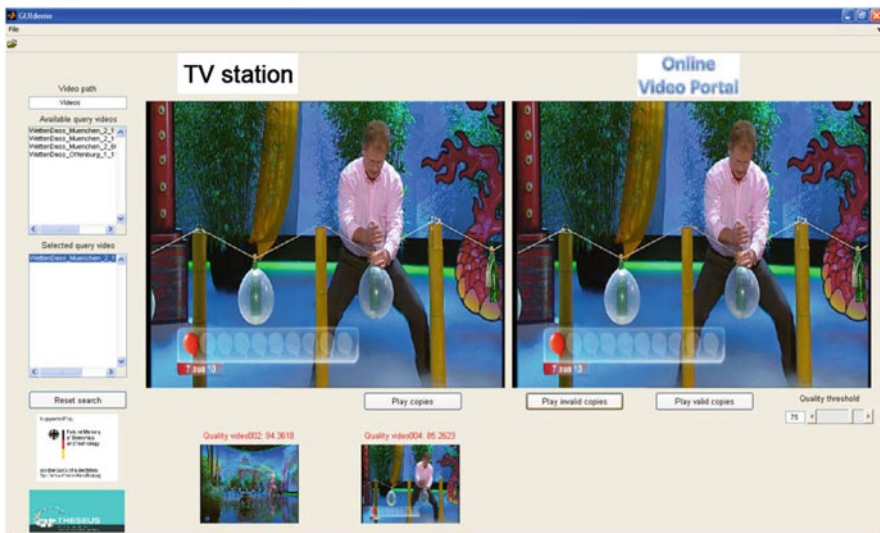 GUIdemo
File
TV station
Online
Video Portal
Video path
Videos
Available query videos
WettenDass_Muenchen_2_1
WettenDass_Muenchen_2_1
WettenDass_Muenchen_2_6
WettenDass_Offenburg_1_1
Selected query video
WettenDass_Muenchen_2_1
7 aus 10
7 aus 10
Reset search
Play copies
Play invalid copies
Play valid copies
Quality threshold
75
Supported by:
Federal Ministry
of Economics
and Technology
Quality video002: 94.3618
Quality video004: 85.2623
THESEUS